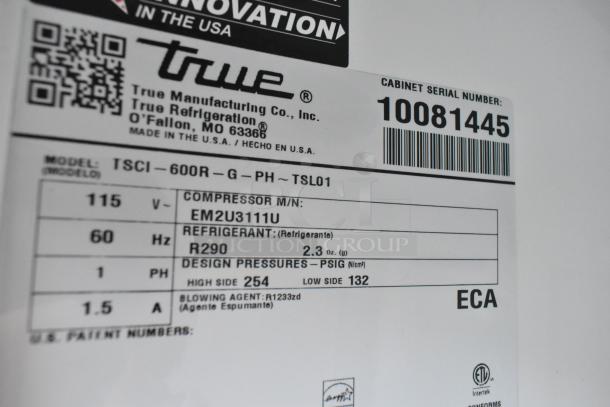 INNOVATION
IN THE USA
true ®
True Manufacturing Co., Inc.
True Refrigeration®
O'Fallon, MO 63366
MADE IN THE U.S.A. / HECHO EN U.S.A.
CABINET SERIAL NUMBER:
10081445
MODEL: TSCI-600R-G-PH~TSL01
(MODELO)
115 V~
COMPRESSOR M/N:
EM2U3111U
60 Hz
REFRIGERANT: (Refrigerante)
R290 2.3 oz. (g)
1 PH
DESIGN PRESSURES-PSIG
HIGH SIDE 254 LOW SIDE 132
1.5 A
BLOWING AGENT: R1233zd
(Agente Espumante)
ECA
U.S. PATENT NUMBERS:
ETL
Intertek
CONFORMS